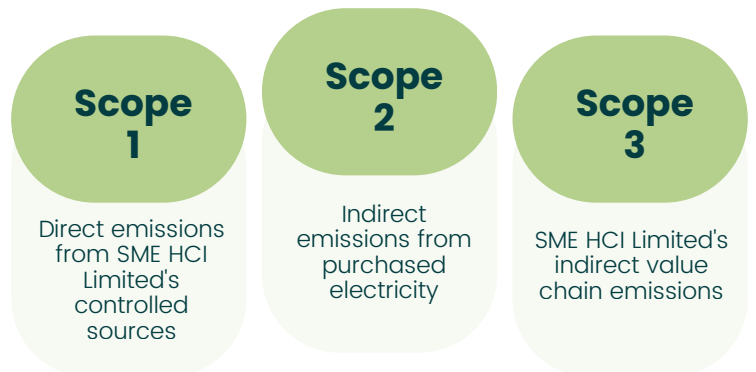 Scope
1
Direct emissions
from SME HCI
Limited's
controlled
sources
Scope
2
Indirect
emissions from
purchased
electricity
Scope
3
SME HCI Limited's
indirect value
chain emissions